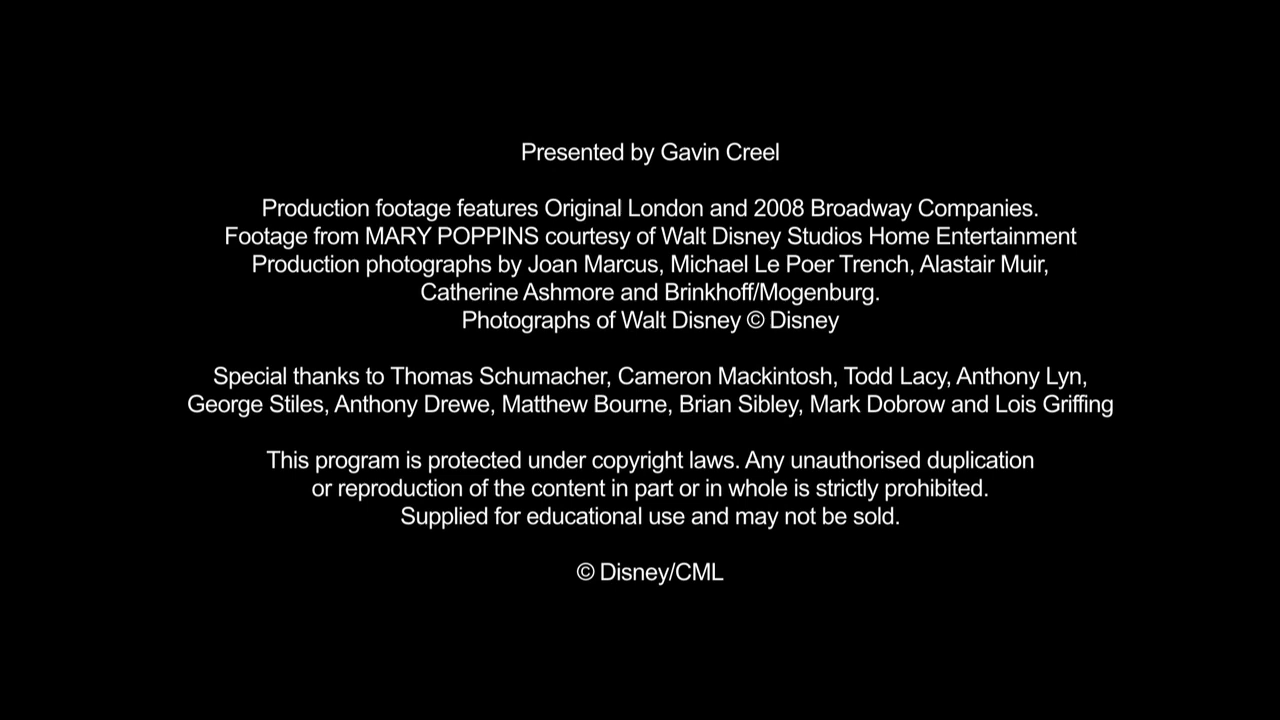 Presented by Gavin Creel
Production footage features Original London and 2008 Broadway Companies.
Footage from MARY POPPINS courtesy of Walt Disney Studios Home Entertainment
Production photographs by Joan Marcus, Michael Le Poer Trench, Alastair Muir,
Catherine Ashmore and Brinkhoff/Mogenburg.
Photographs of Walt Disney © Disney
Special thanks to Thomas Schumacher, Cameron Mackintosh, Todd Lacy, Anthony Lyn,
George Stiles, Anthony Drewe, Matthew Bourne, Brian Sibley, Mark Dobrow and Lois Griffing
This program is protected under copyright laws. Any unauthorised duplication
or reproduction of the content in part or in whole is strictly prohibited.
Supplied for educational use and may not be sold.
© Disney/CML